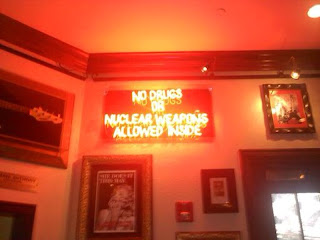 NO DRUGS
OR
NUCLEAR WEAPONS
ALLOWED INSIDE